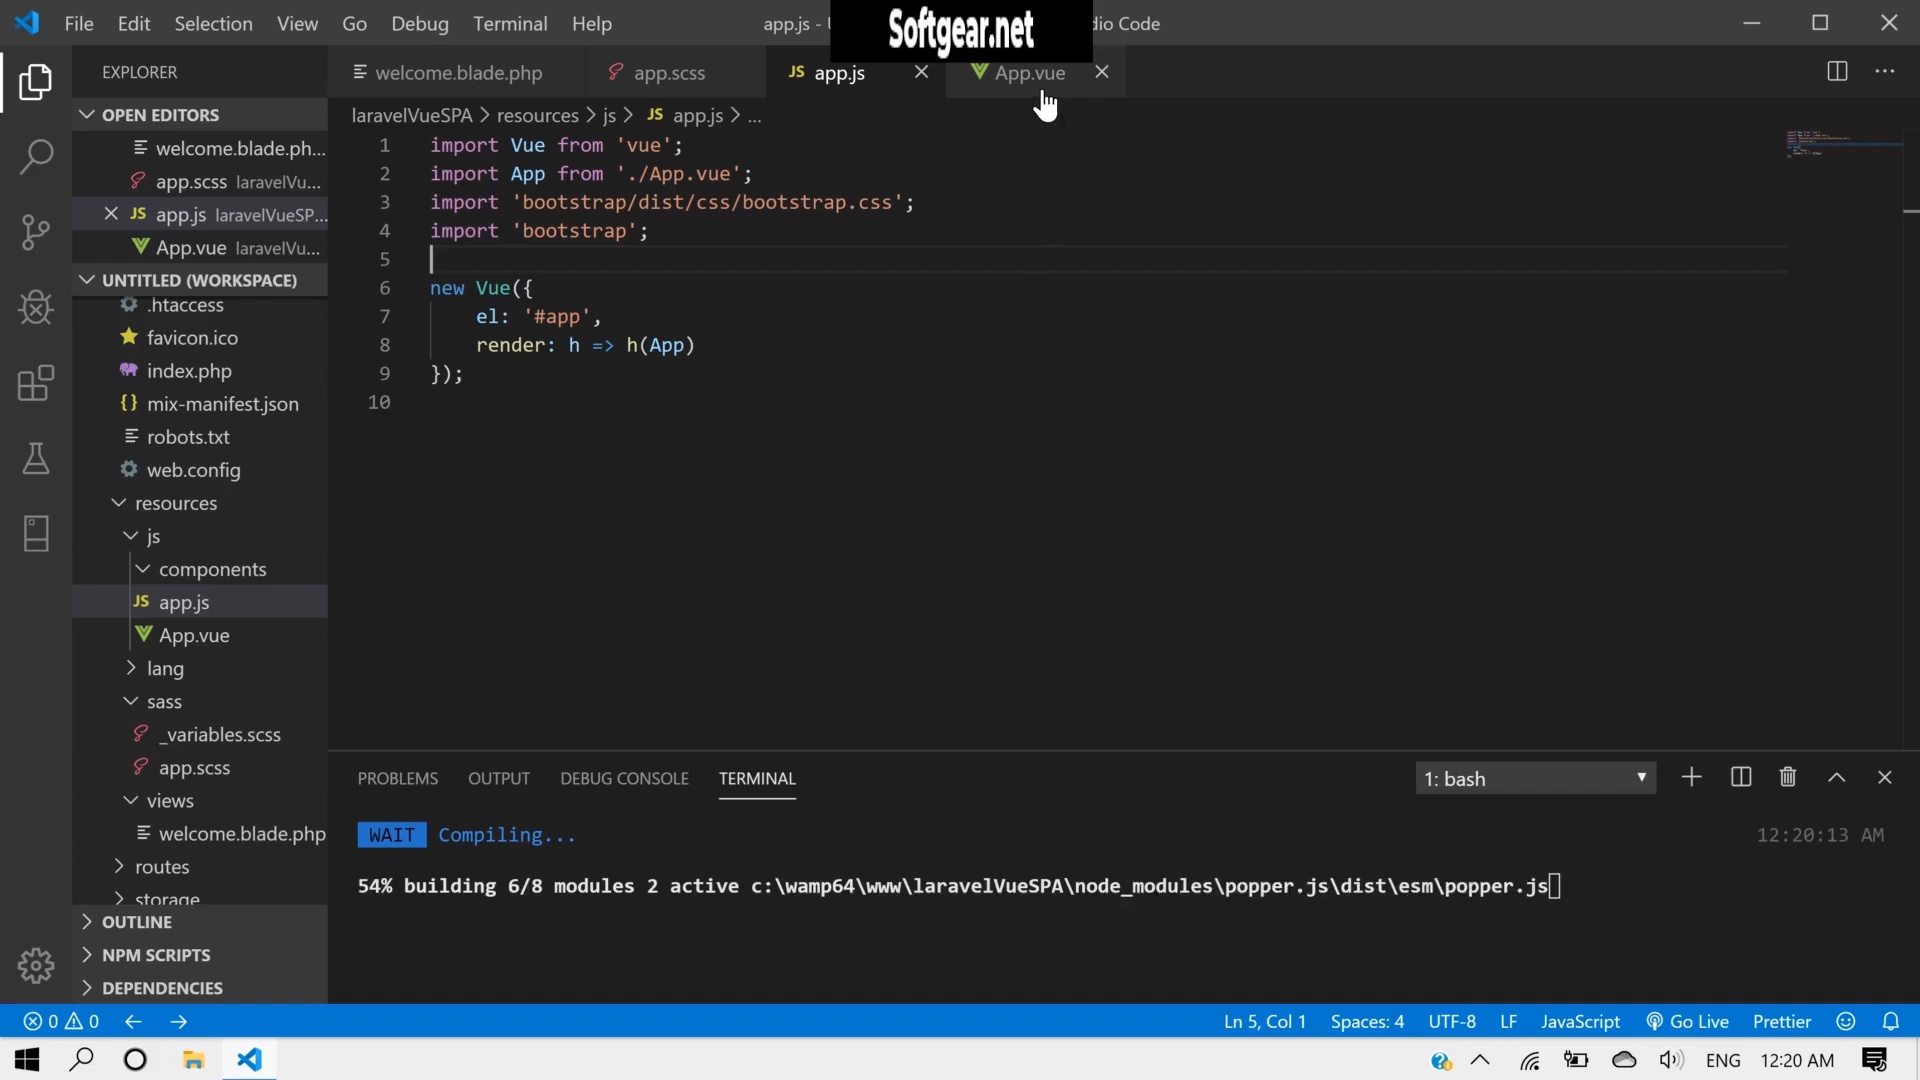 File Edit Selection View Go Debug Terminal Help
app.js -
Softgear.net
dio Code
EXPLORER
welcome.blade.php
app.scss
JS app.js
App.vue
OPEN EDITORS
welcome.blade.ph...
app.scss laravelVu...
JS app.js laravelVueSP...
App.vue laravelVu...
UNTITLED (WORKSPACE)
.htaccess
favicon.ico
index.php
{} mix-manifest.json
robots.txt
web.config
resources
js
components
JS app.js
App.vue
lang
sass
_variables.scss
app.scss
views
welcome.blade.php
routes
storage
OUTLINE
NPM SCRIPTS
DEPENDENCIES
laravelVueSPA > resources > js > JS app.js > ...
1 import Vue from 'vue';
2 import App from './App.vue';
3 import 'bootstrap/dist/css/bootstrap.css';
4 import 'bootstrap';
5
6 new Vue({
7 el: '#app',
8 render: h => h(App)
9 });
10
PROBLEMS OUTPUT DEBUG CONSOLE TERMINAL
1: bash
WAIT Compiling... 12:20:13 AM
54% building 6/8 modules 2 active c:\wamp64\www\laravelVueSPA\node_modules\popper.js\dist\esm\popper.js
0 0
Ln 5, Col 1 Spaces: 4 UTF-8 LF JavaScript Go Live Prettier
ENG 12:20 AM